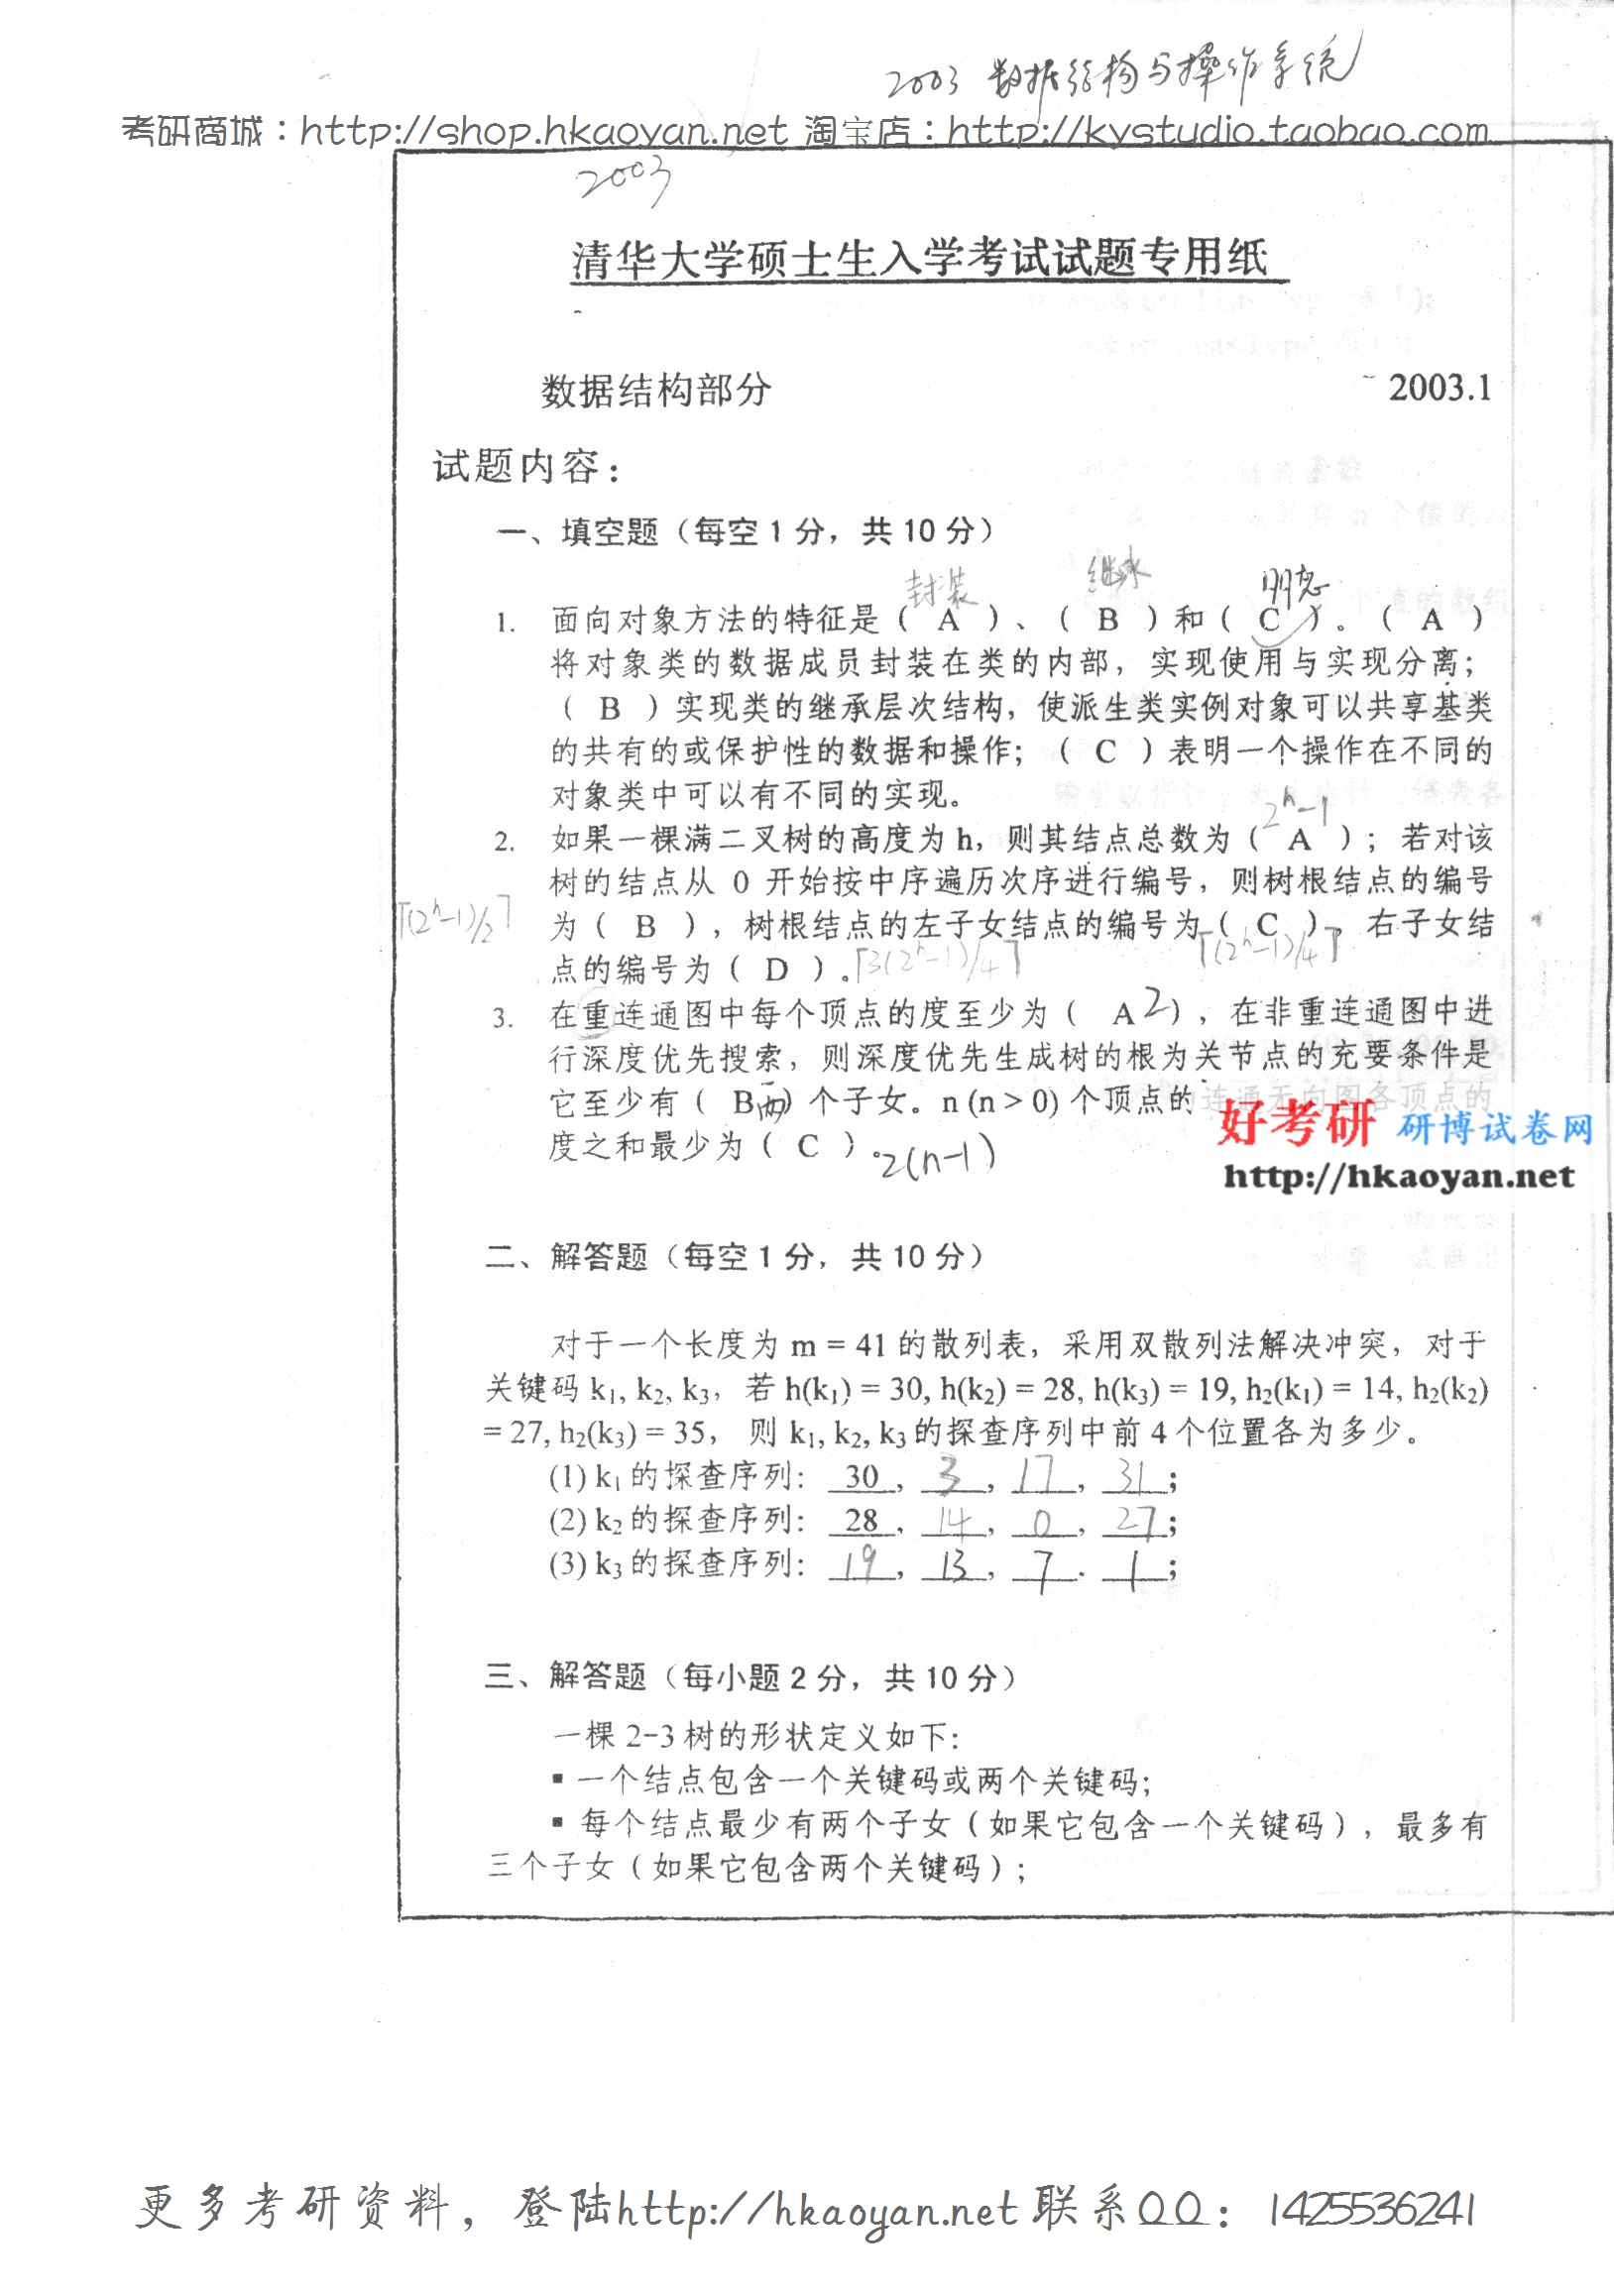 2003 数据结构与操作系统
考研商城：http://shop.hkaoyan.net 淘宝店：http://kystudio.taobao.com
2003
清华大学硕士生入学考试试题专用纸
数据结构部分 2003.1
试题内容：
一、填空题（每空 1 分，共 10 分）
封装 继承
1. 面向对象方法的特征是（ A ）、（ B ）和（ C ）。（ A ）
将对象类的数据成员封装在类的内部，实现使用与实现分离；
（ B ）实现类的继承层次结构，使派生类实例对象可以共享基类
的共有的或保护性的数据和操作；（ C ）表明一个操作在不同的
对象类中可以有不同的实现。
2^h-1
2. 如果一棵满二叉树的高度为 h，则其结点总数为（ A ）；若对该
树的结点从 0 开始按中序遍历次序进行编号，则树根结点的编号
⌈(2^h-1)/2⌉ 为（ B ），树根结点的左子女结点的编号为（ C ），右子女结
⌈(2^h-1)/4⌉
点的编号为（ D ）。⌈3(2^h-1)/4⌉
3. 在重连通图中每个顶点的度至少为（ A 2），在非重连通图中进
行深度优先搜索，则深度优先生成树的根为关节点的充要条件是
它至少有（ B 两）个子女。n (n > 0) 个顶点的连通无向图各顶点的
度之和最少为（ C ）。2(n-1)
好考研 研博试卷网
http://hkaoyan.net
二、解答题（每空 1 分，共 10 分）
对于一个长度为 m = 41 的散列表，采用双散列法解决冲突，对于
关键码 k₁, k₂, k₃，若 h(k₁) = 30, h(k₂) = 28, h(k₃) = 19, h₂(k₁) = 14, h₂(k₂)
= 27, h₂(k₃) = 35， 则 k₁, k₂, k₃ 的探查序列中前 4 个位置各为多少。
(1) k₁ 的探查序列： 30 , 3 , 17 , 31 ;
(2) k₂ 的探查序列： 28 , 14 , 0 , 27 ;
(3) k₃ 的探查序列： 19 , 13 , 7 . 1 ;
三、解答题（每小题 2 分，共 10 分）
一棵 2-3 树的形状定义如下：
▪ 一个结点包含一个关键码或两个关键码；
▪ 每个结点最少有两个子女（如果它包含一个关键码），最多有
三个子女（如果它包含两个关键码）；
更多考研资料，登陆http://hkaoyan.net 联系QQ：1425536241